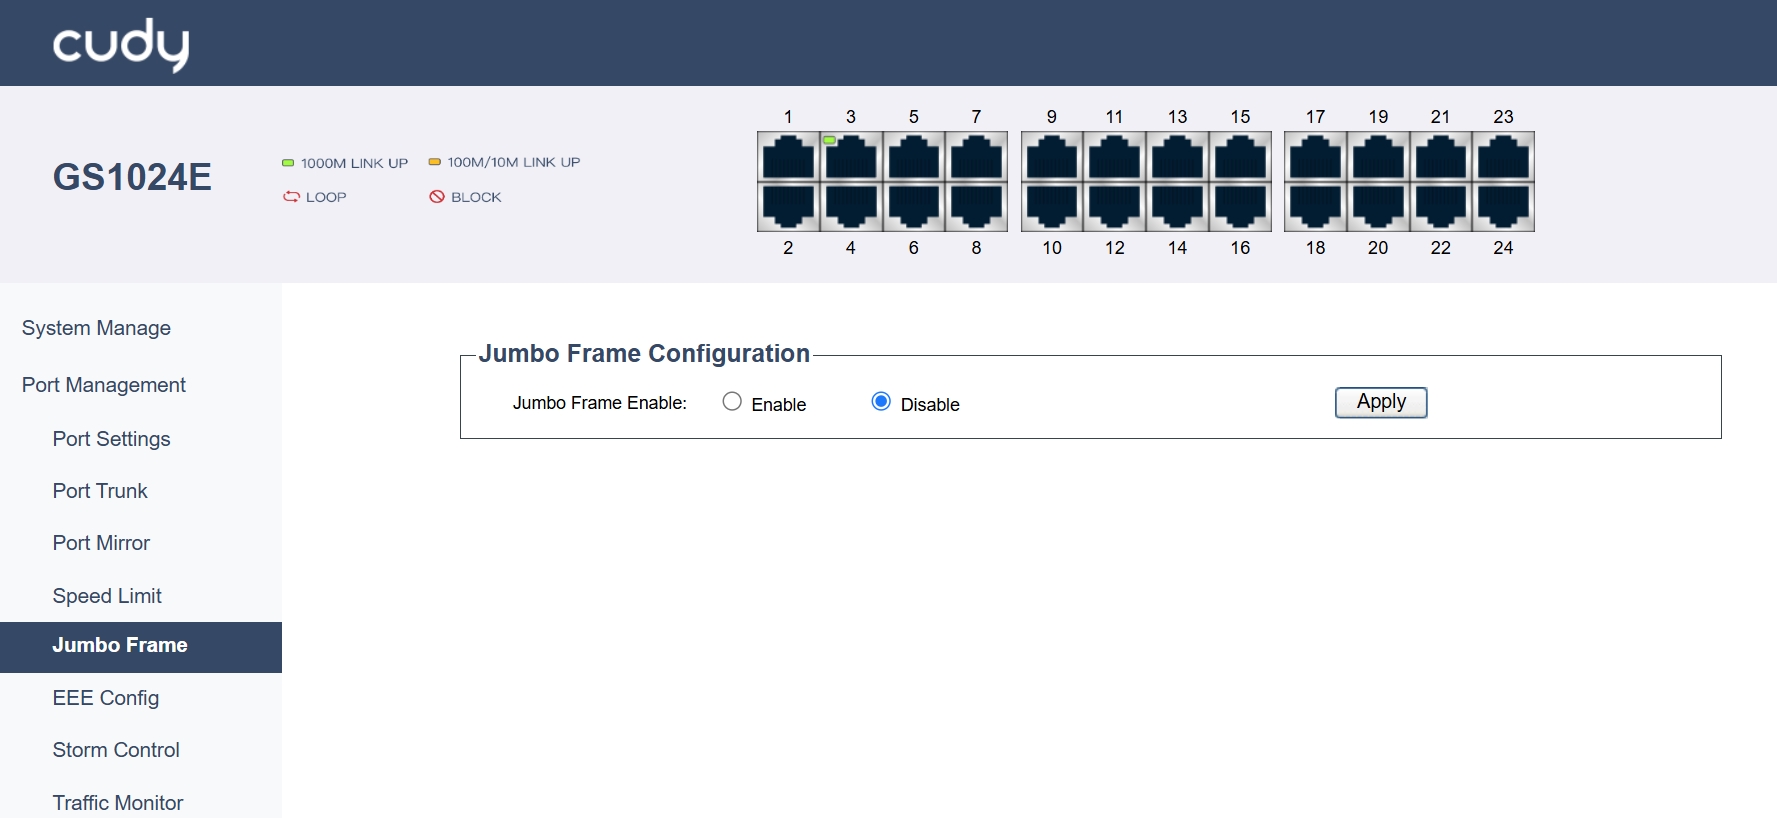 cudy
1 3 5 7 9 11 13 15 17 19 21 23
GS1024E
1000M LINK UP 100M/10M LINK UP
LOOP BLOCK
2 4 6 8 10 12 14 16 18 20 22 24
System Manage
Port Management
Port Settings
Port Trunk
Port Mirror
Speed Limit
Jumbo Frame
EEE Config
Storm Control
Traffic Monitor
Jumbo Frame Configuration
Jumbo Frame Enable: Enable Disable Apply